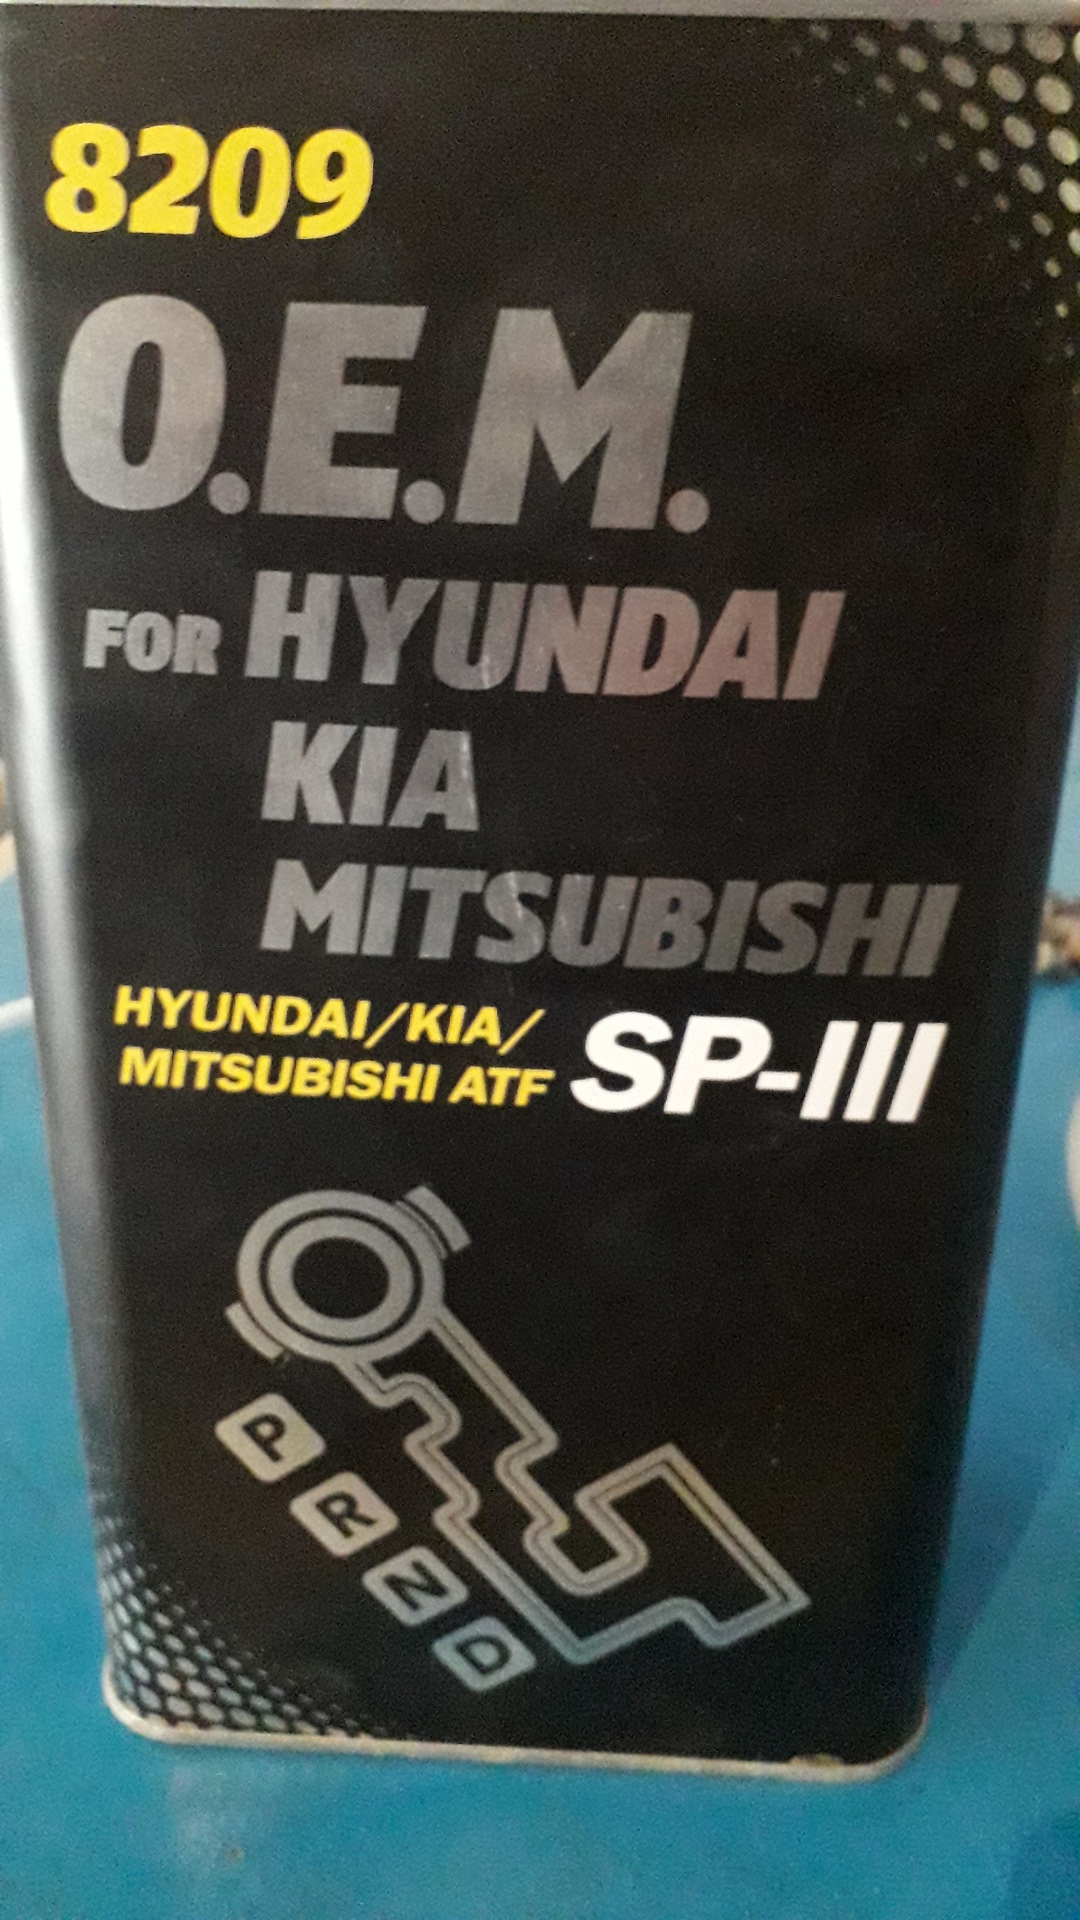 8209
O.E.M.
FOR HYUNDAI
KIA
MITSUBISHI
HYUNDAI/KIA/
MITSUBISHI ATF SP-III
P
R
N
D